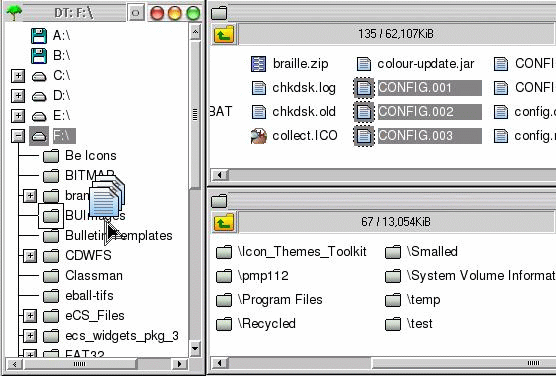 DT: F:\
A:\
B:\
C:\
D:\
E:\
F:\
Be Icons
BITMAP
BUImages
Bulletin Templates
CDWFS
Classman
eball-tifs
eCS_Files
ecs_widgets_pkg_3
FAT32
135 / 62,107KiB
braille.zip colour-update.jar CONFI
chkdsk.log CONFIG.001 CONFI
BAT chkdsk.old CONFIG.002 config.
collect.ICO CONFIG.003 config.r
67 / 13,054KiB
\Icon_Themes_Toolkit \Smalled
\pmp112 \System Volume Informat
\Program Files \temp
\Recycled \test